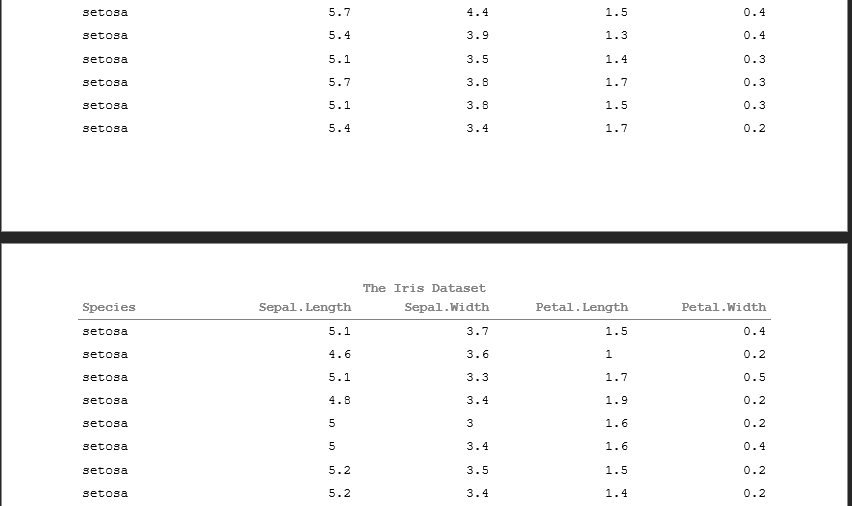 setosa 5.7 4.4 1.5 0.4
setosa 5.4 3.9 1.3 0.4
setosa 5.1 3.5 1.4 0.3
setosa 5.7 3.8 1.7 0.3
setosa 5.1 3.8 1.5 0.3
setosa 5.4 3.4 1.7 0.2
The Iris Dataset
Species Sepal.Length Sepal.Width Petal.Length Petal.Width
setosa 5.1 3.7 1.5 0.4
setosa 4.6 3.6 1 0.2
setosa 5.1 3.3 1.7 0.5
setosa 4.8 3.4 1.9 0.2
setosa 5 3 1.6 0.2
setosa 5 3.4 1.6 0.4
setosa 5.2 3.5 1.5 0.2
setosa 5.2 3.4 1.4 0.2